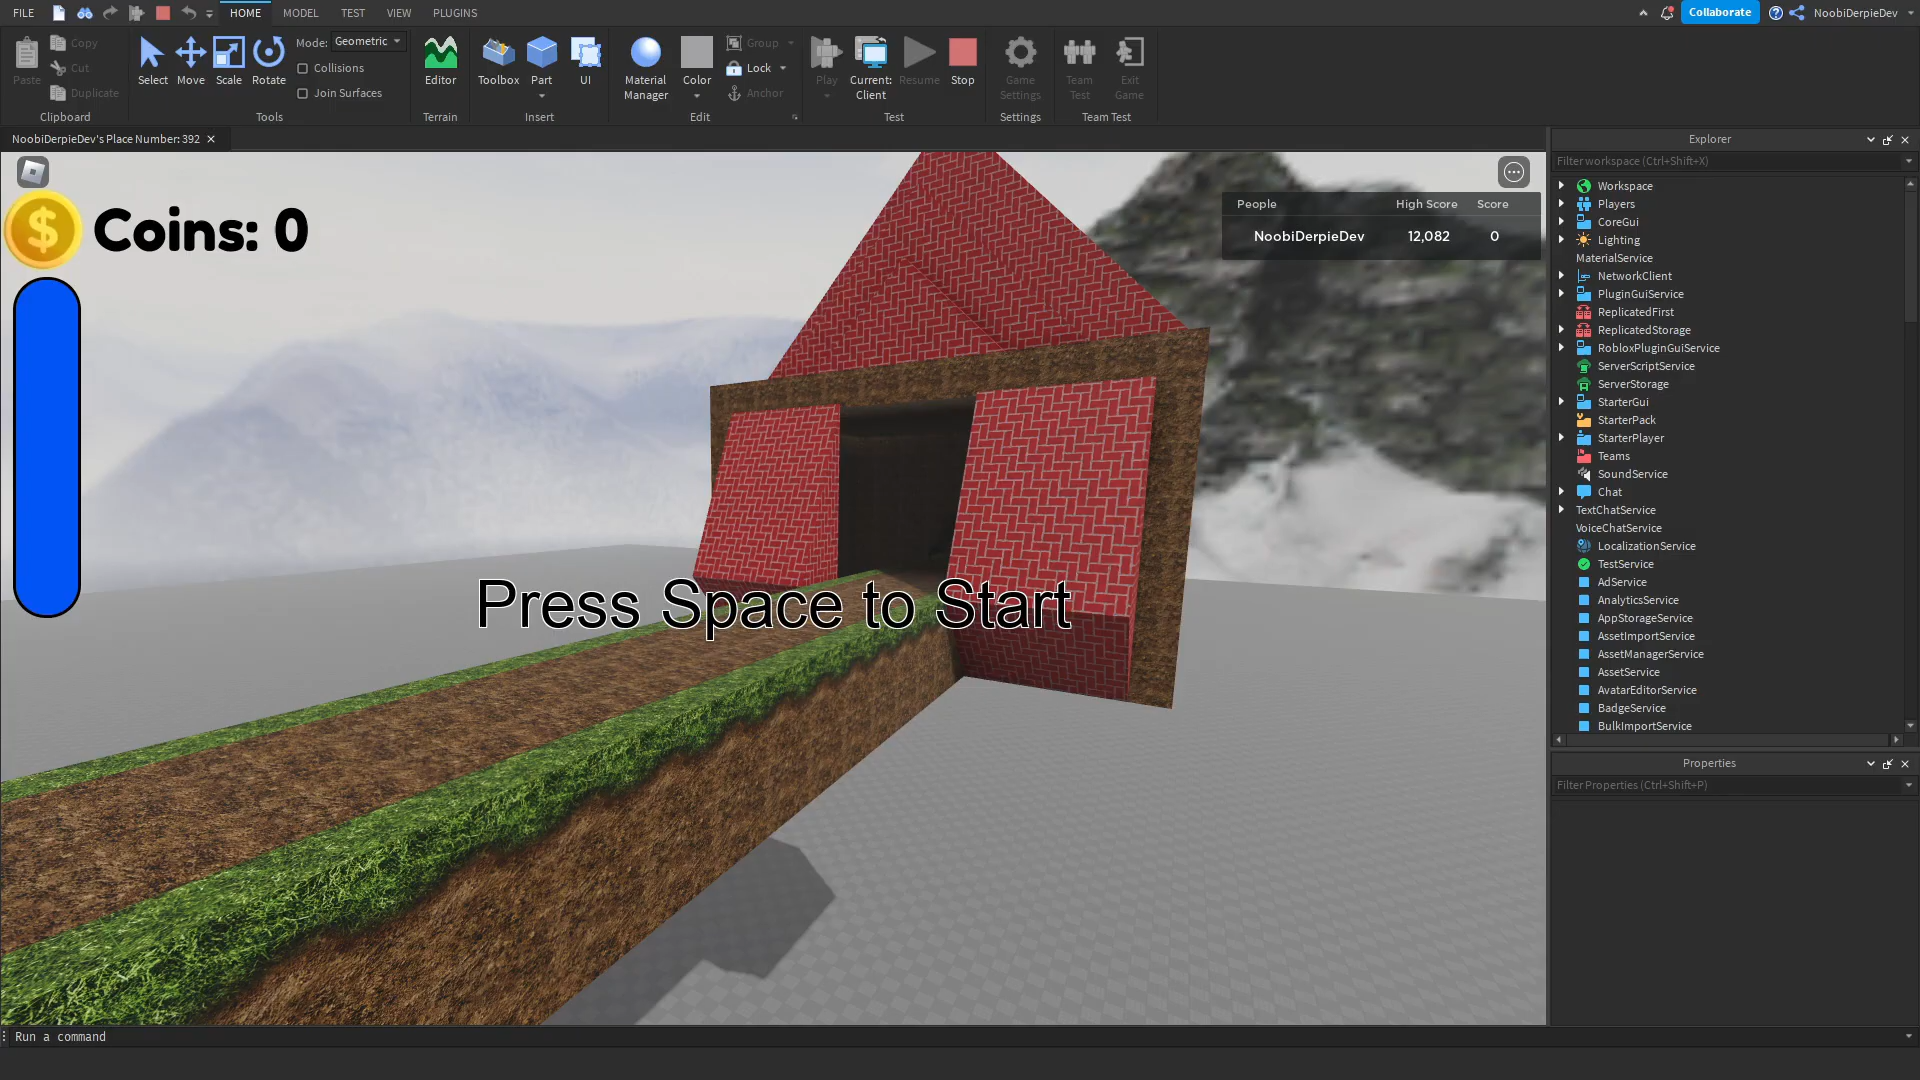 FILE HOME MODEL TEST VIEW PLUGINS Collaborate NoobiDerpieDev
Paste Copy Cut Duplicate Clipboard
Select Move Scale Rotate Mode: Geometric Collisions Join Surfaces Tools
Editor Terrain
Toolbox Part UI Insert
Material Manager Color Group Lock Anchor Edit
Play Current: Client Resume Stop Test
Game Settings Settings
Team Test Exit Game Team Test
NoobiDerpieDev's Place Number: 392
$ Coins: 0
People High Score Score
NoobiDerpieDev 12,082 0
Press Space to Start
Explorer
Filter workspace (Ctrl+Shift+X)
Workspace
Players
CoreGui
Lighting
MaterialService
NetworkClient
PluginGuiService
ReplicatedFirst
ReplicatedStorage
RobloxPluginGuiService
ServerScriptService
ServerStorage
StarterGui
StarterPack
StarterPlayer
Teams
SoundService
Chat
TextChatService
VoiceChatService
LocalizationService
TestService
AdService
AnalyticsService
AppStorageService
AssetImportService
AssetManagerService
AssetService
AvatarEditorService
BadgeService
BulkImportService
Properties
Filter Properties (Ctrl+Shift+P)
Run a command